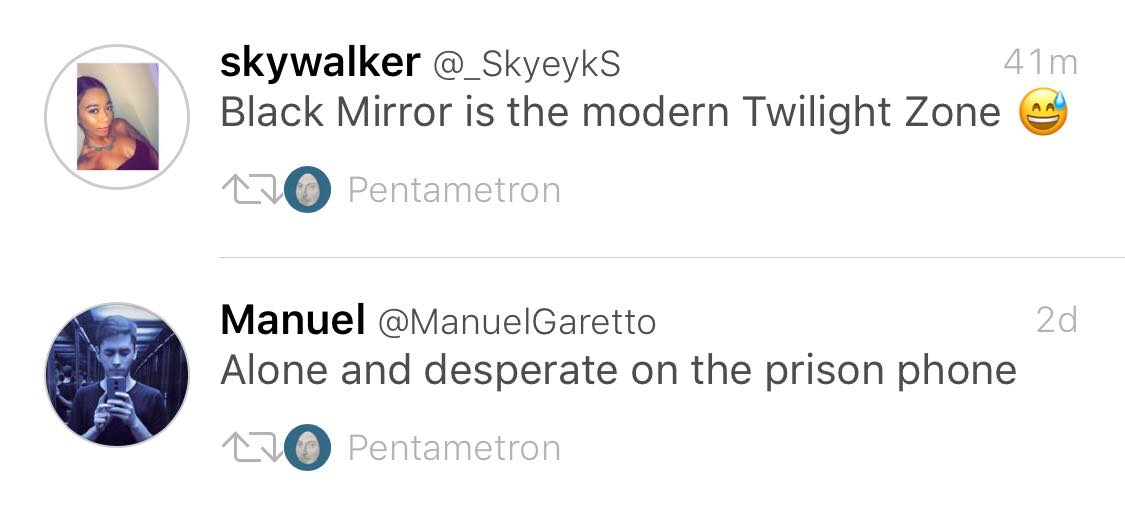 skywalker @_SkyeykS 41m
Black Mirror is the modern Twilight Zone 😅
Pentametron
Manuel @ManuelGaretto 2d
Alone and desperate on the prison phone
Pentametron